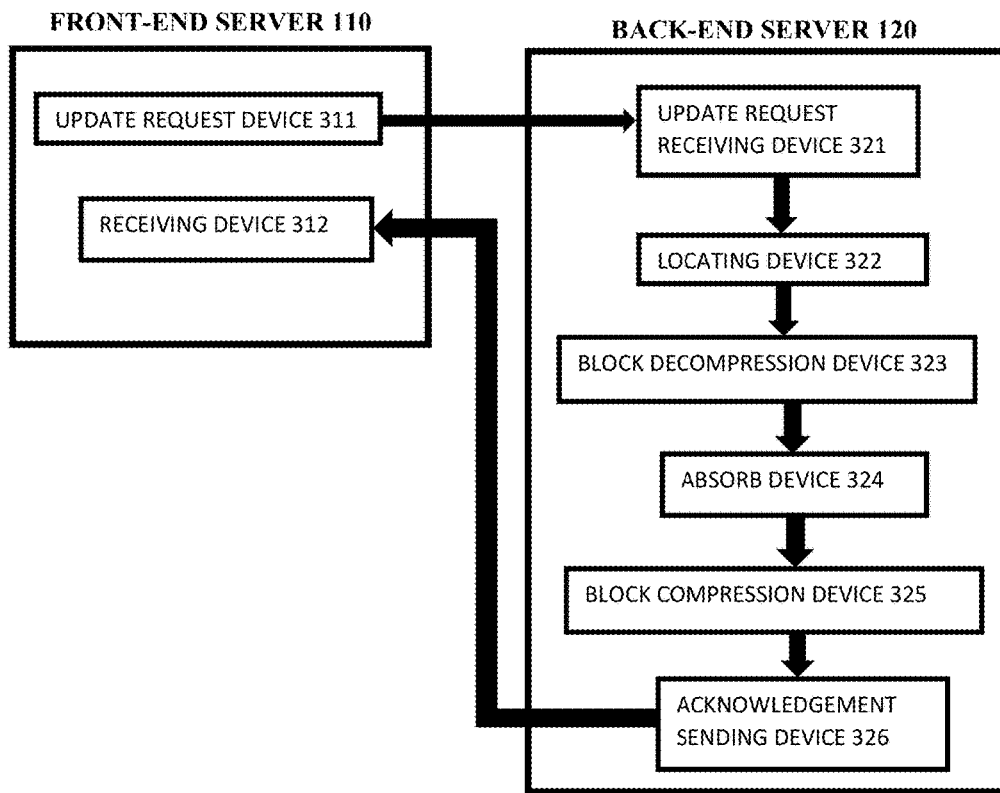 FRONT-END SERVER 110
UPDATE REQUEST DEVICE 311
RECEIVING DEVICE 312
BACK-END SERVER 120
UPDATE REQUEST
RECEIVING DEVICE 321
LOCATING DEVICE 322
BLOCK DECOMPRESSION DEVICE 323
ABSORB DEVICE 324
BLOCK COMPRESSION DEVICE 325
ACKNOWLEDGEMENT
SENDING DEVICE 326